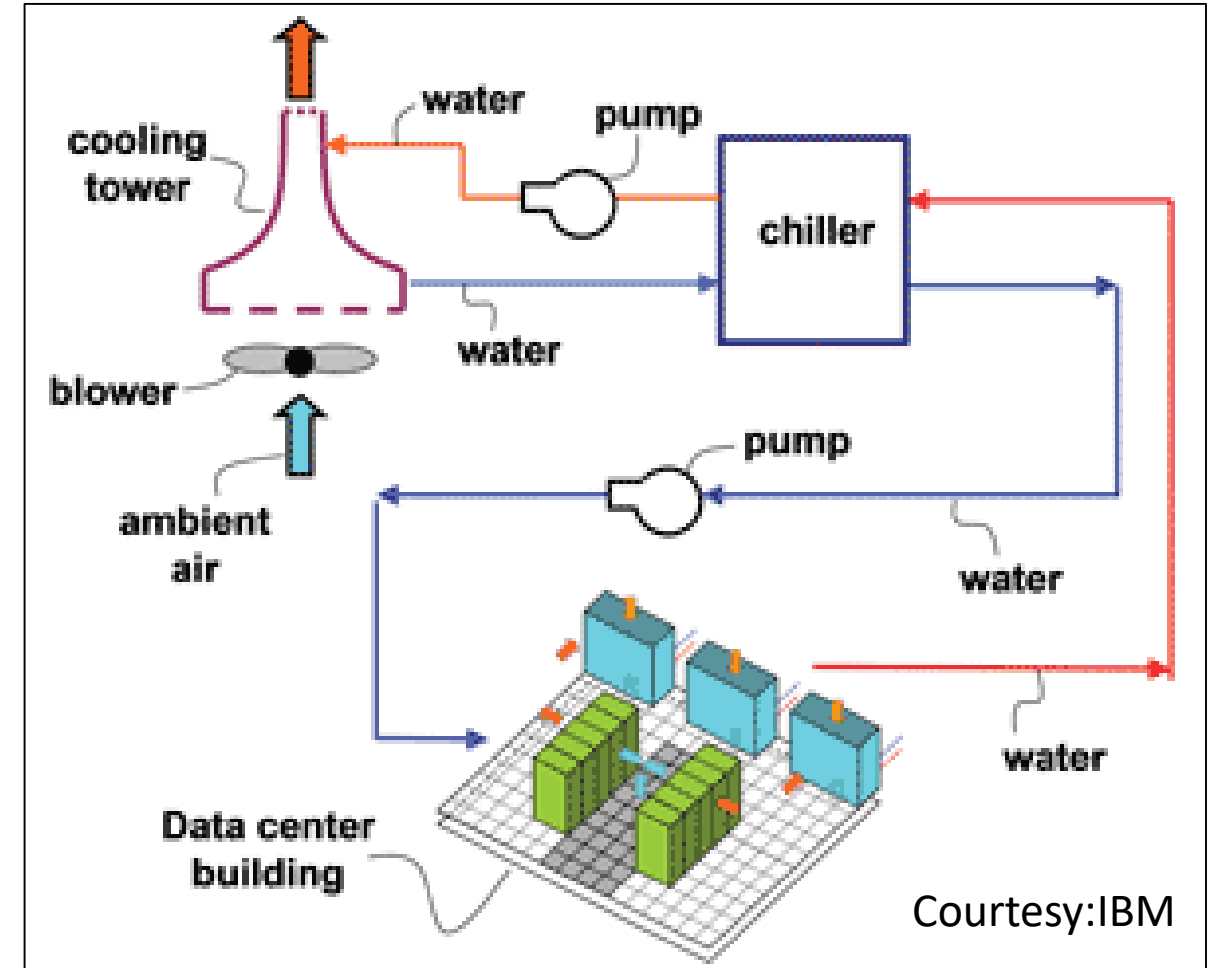 water
pump
cooling
tower
chiller
water
blower
pump
ambient
air
water
water
Data center
building
Courtesy:IBM